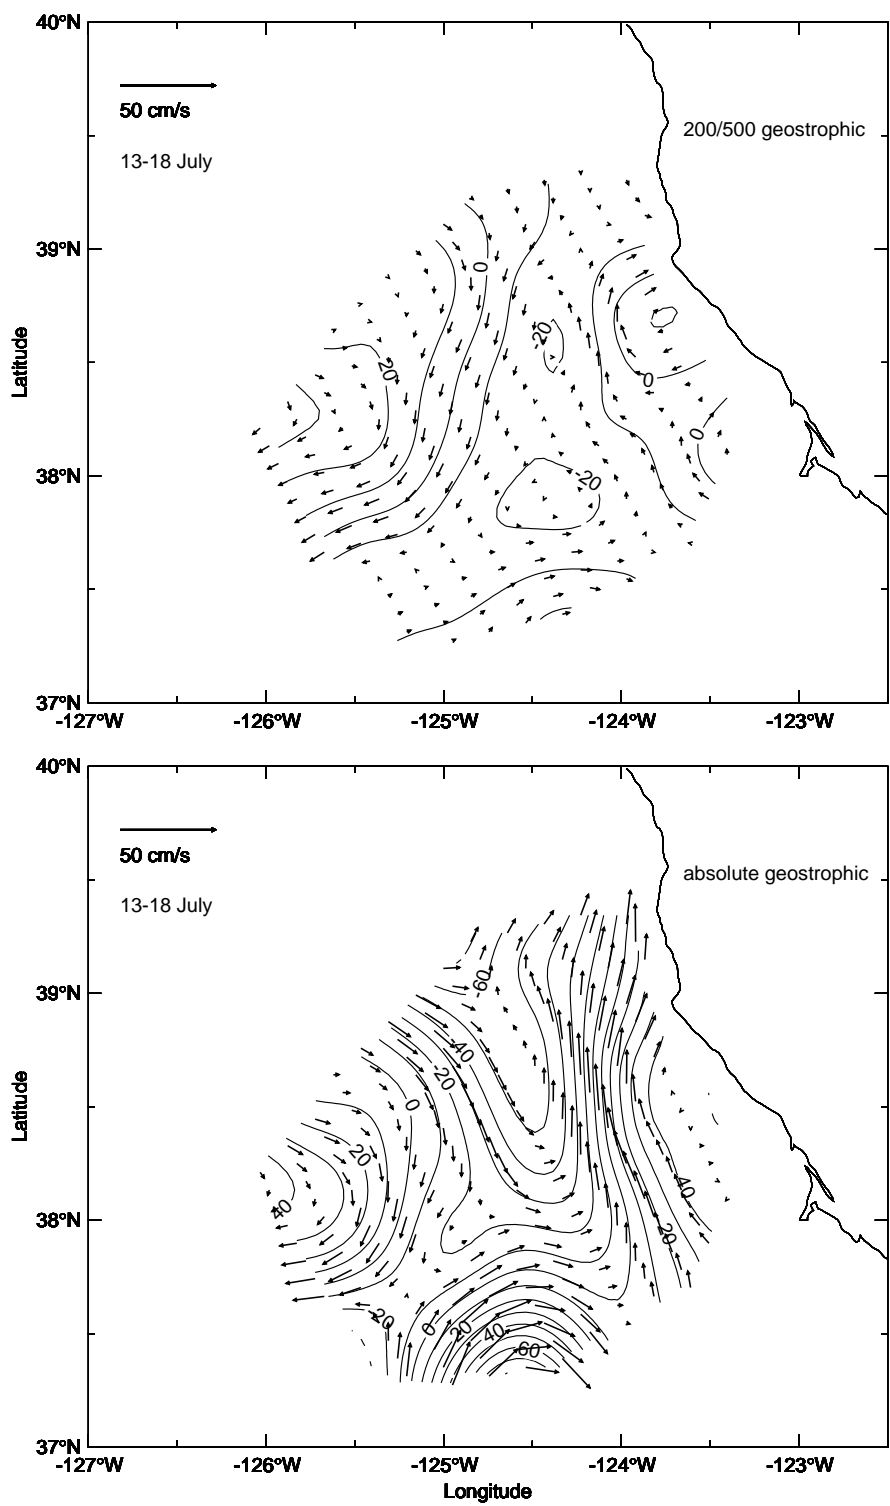 40°N
50 cm/s
200/500 geostrophic
13-18 July
39°N
0
-20
20
0
0
38°N
-20
Latitude
37°N
-127°W -126°W -125°W -124°W -123°W
40°N
50 cm/s
absolute geostrophic
13-18 July
39°N
-60
-40
-20
0
20
40
40
20
38°N
-20
0
20
40
60
Latitude
37°N
-127°W -126°W -125°W -124°W -123°W
Longitude